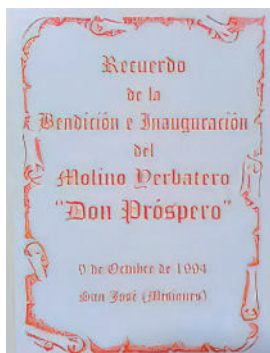 Recuerdo
de la
Bendición e Inauguración
del
Molino Yerbatero
"Don Próspero"
9 de Octubre de 1994
San José (Misiones)